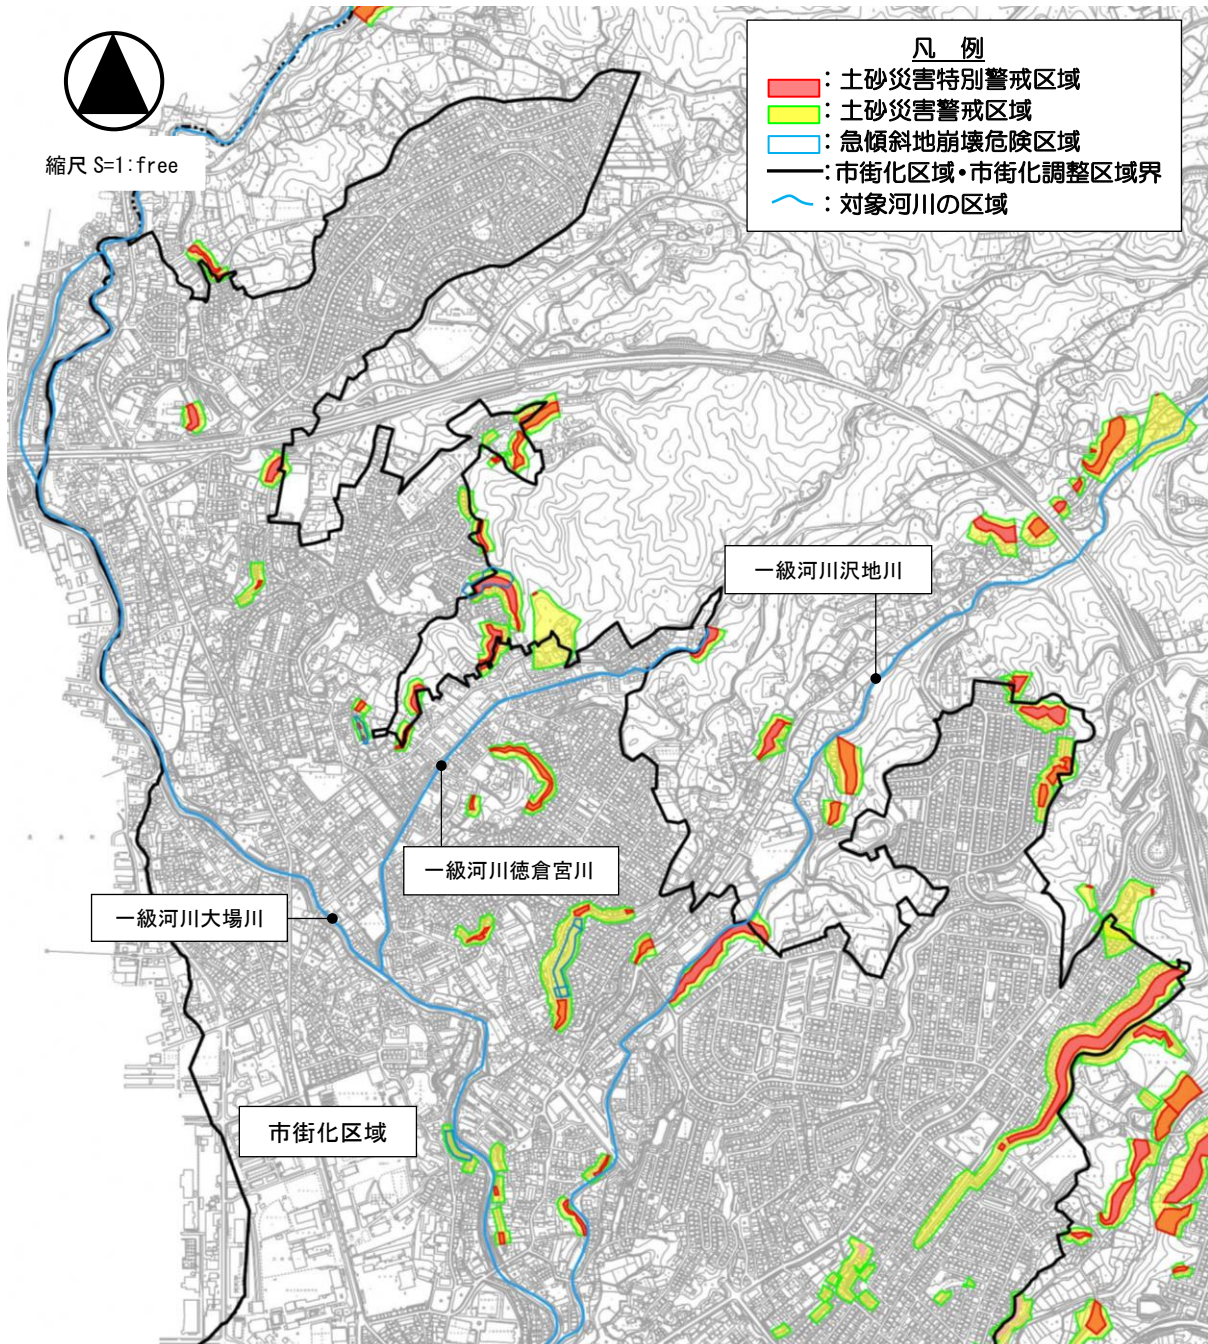 凡 例
：土砂災害特別警戒区域
：土砂災害警戒区域
：急傾斜地崩壊危険区域
：市街化区域・市街化調整区域界
：対象河川の区域
縮尺 S=1:free
一級河川沢地川
一級河川徳倉宮川
一級河川大場川
市街化区域